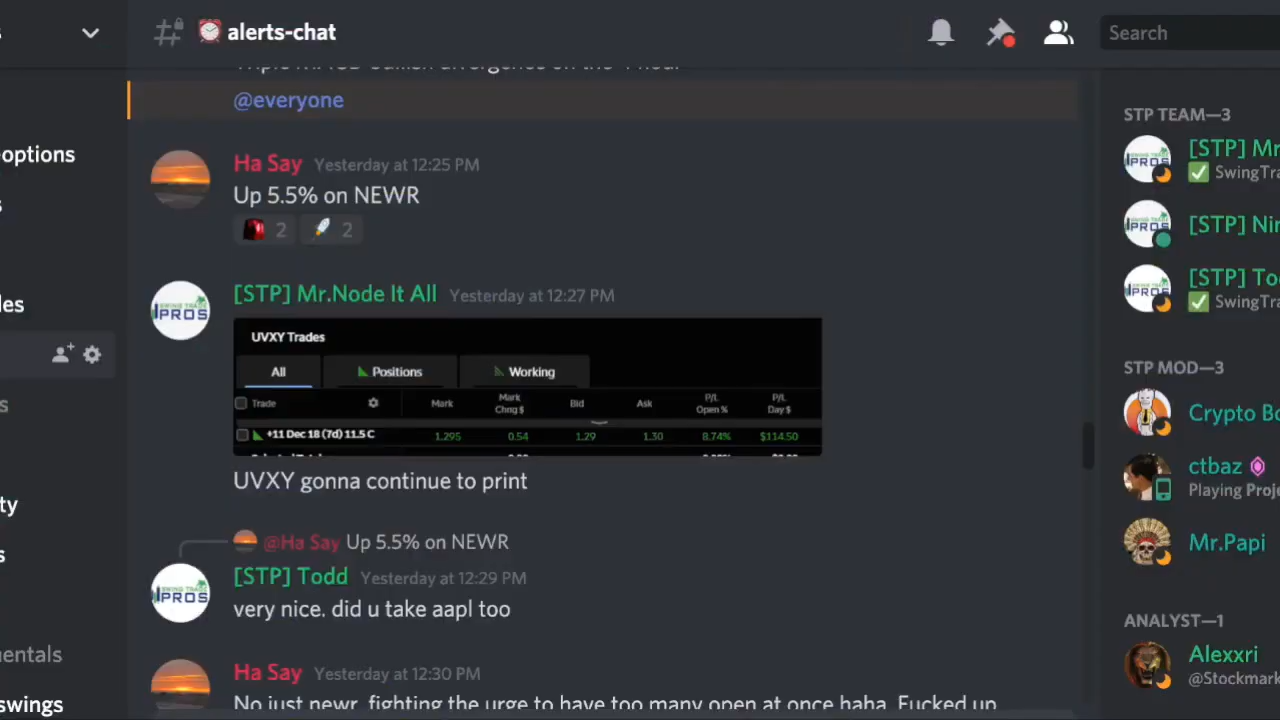 alerts-chat
Search
@everyone
options
Ha Say Yesterday at 12:25 PM
Up 5.5% on NEWR
2 2
[STP] Mr.Node It All Yesterday at 12:27 PM
SWING TRADE
PROS
UVXY Trades
All Positions Working
Trade Mark Mark Chng $ Bid Ask P/L Open % P/L Day $
+11 Dec 18 (7d) 11.5 C 1.295 0.54 1.29 1.30 8.74% $114.50
UVXY gonna continue to print
@Ha Say Up 5.5% on NEWR
[STP] Todd Yesterday at 12:29 PM
SWING TRADE
PROS
very nice. did u take aapl too
Ha Say Yesterday at 12:30 PM
No just newr, fighting the urge to have too many open at once haha. Fucked up
swings
STP TEAM—3
[STP] Mr
SwingTra
[STP] Nin
[STP] To
SwingTra
STP MOD—3
Crypto Bo
ctbaz
Playing Proje
Mr.Papi
ANALYST—1
Alexxri
@Stockmark